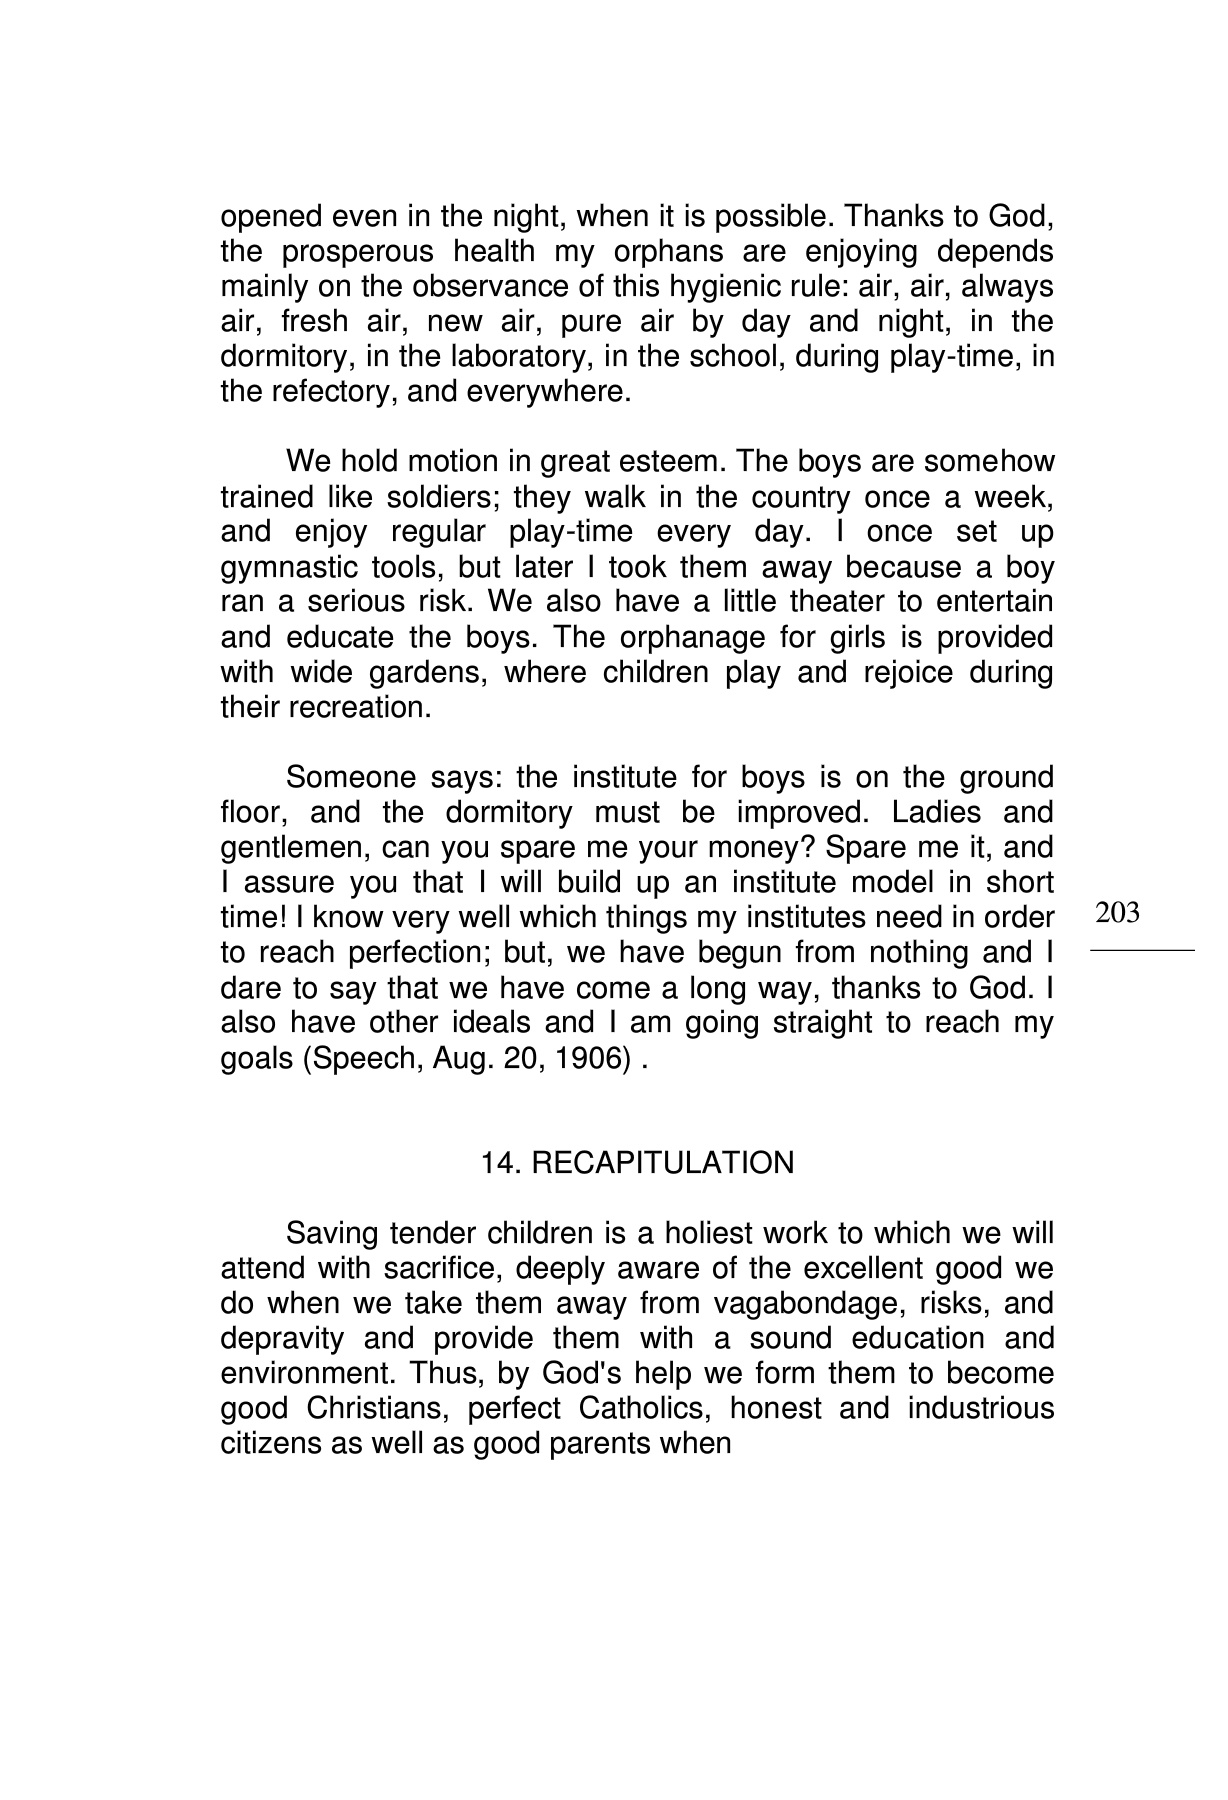 opened even in the night, when it is possible. Thanks to God,
the prosperous health my orphans are enjoying depends
mainly on the observance of this hygienic rule: air, air, always
air, fresh air, new air, pure air by day and night, in the
dormitory, in the laboratory, in the school, during play-time, in
the refectory, and everywhere.
We hold motion in great esteem. The boys are somehow
trained like soldiers; they walk in the country once a week,
and enjoy regular play-time every day. I once set up
gymnastic tools, but later I took them away because a boy
ran a serious risk. We also have a little theater to entertain
and educate the boys. The orphanage for girls is provided
with wide gardens, where children play and rejoice during
their recreation.
Someone says: the institute for boys is on the ground
floor, and the dormitory must be improved. Ladies and
gentlemen, can you spare me your money? Spare me it, and
I assure you that I will build up an institute model in short
time! I know very well which things my institutes need in order
to reach perfection; but, we have begun from nothing and I
dare to say that we have come a long way, thanks to God. I
also have other ideals and I am going straight to reach my
goals (Speech, Aug. 20, 1906) .
203
14. RECAPITULATION
Saving tender children is a holiest work to which we will
attend with sacrifice, deeply aware of the excellent good we
do when we take them away from vagabondage, risks, and
depravity and provide them with a sound education and
environment. Thus, by God's help we form them to become
good Christians, perfect Catholics, honest and industrious
citizens as well as good parents when